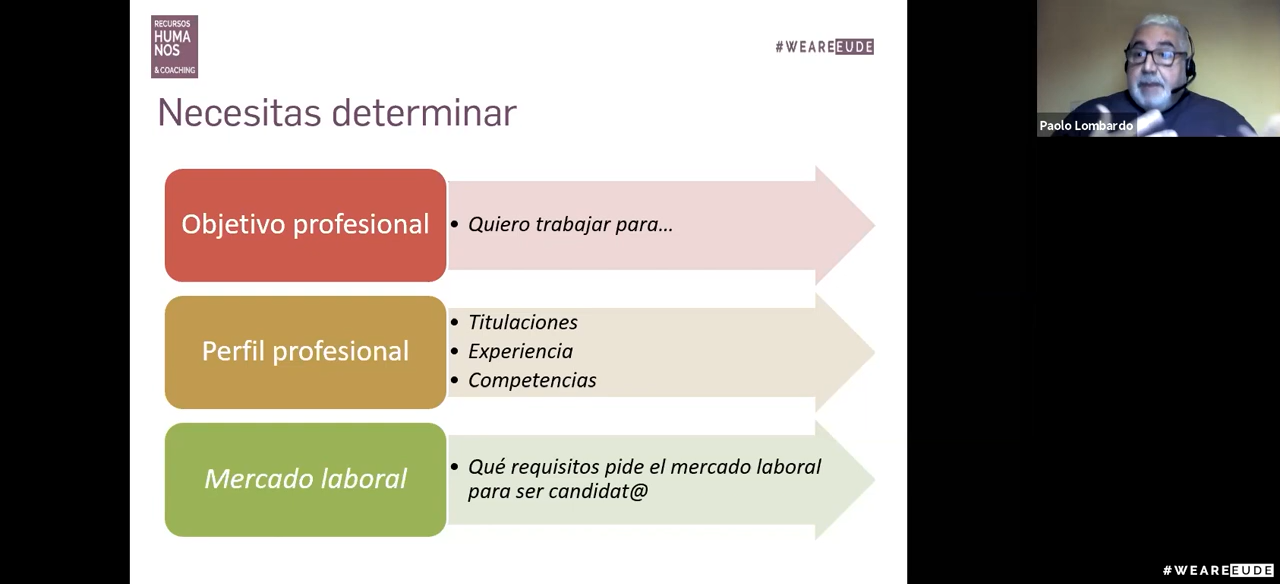 RECURSOS
HUMA
NOS
& COACHING
#WEAREEUDE
Necesitas determinar
Objetivo profesional
• Quiero trabajar para...
Perfil profesional
• Titulaciones
• Experiencia
• Competencias
Mercado laboral
• Qué requisitos pide el mercado laboral
para ser candidat@
Paolo Lombardo
#WEAREEUDE